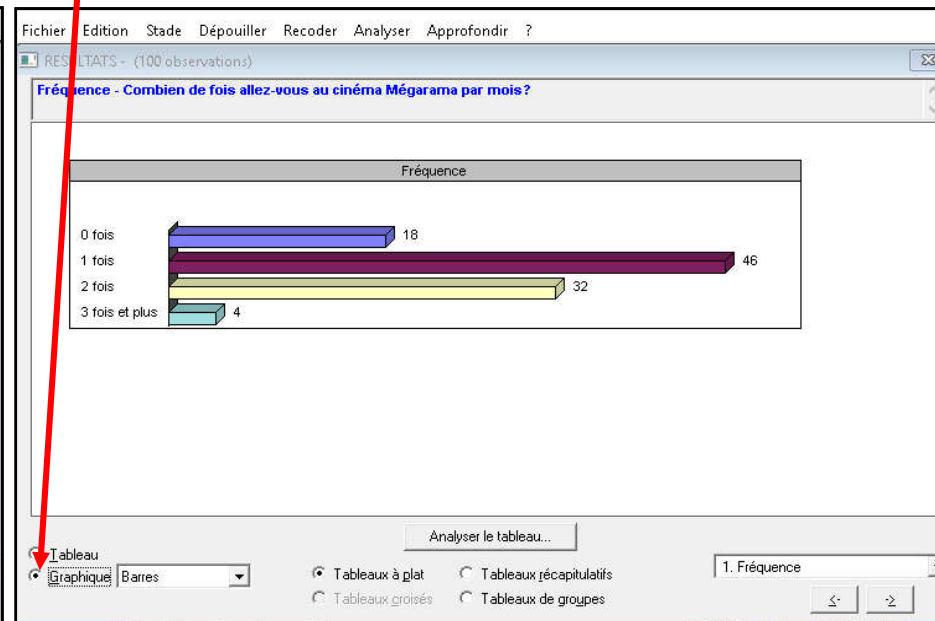 Fichier Edition Stade Dépouiller Recoder Analyser Approfondir ?
RESULTATS - (100 observations)
Fréquence - Combien de fois allez-vous au cinéma Mégarama par mois?
Fréquence
0 fois 18
1 fois 46
2 fois 32
3 fois et plus 4
Analyser le tableau...
Tableau
Graphique Barres
Tableaux à plat Tableaux récapitulatifs
Tableaux croisés Tableaux de groupes
1. Fréquence
<- ->